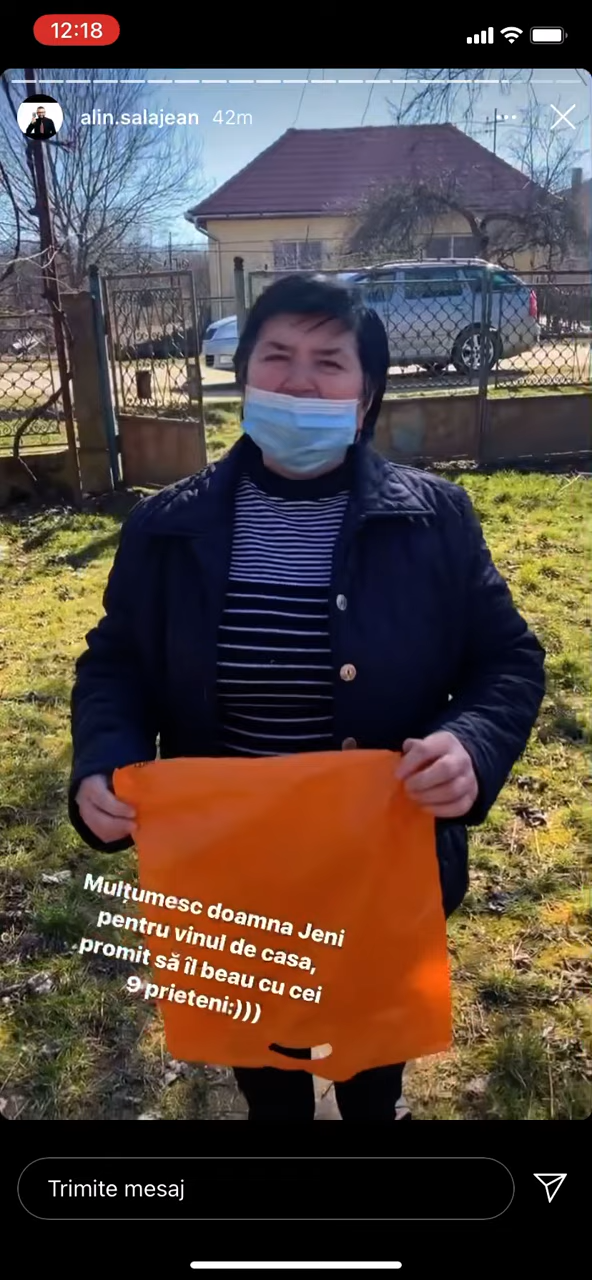 12:18
alin.salajean 42m
Mulțumesc doamna Jeni
pentru vinul de casa,
promit să îl beau cu cei
9 prieteni:)))
Trimite mesaj